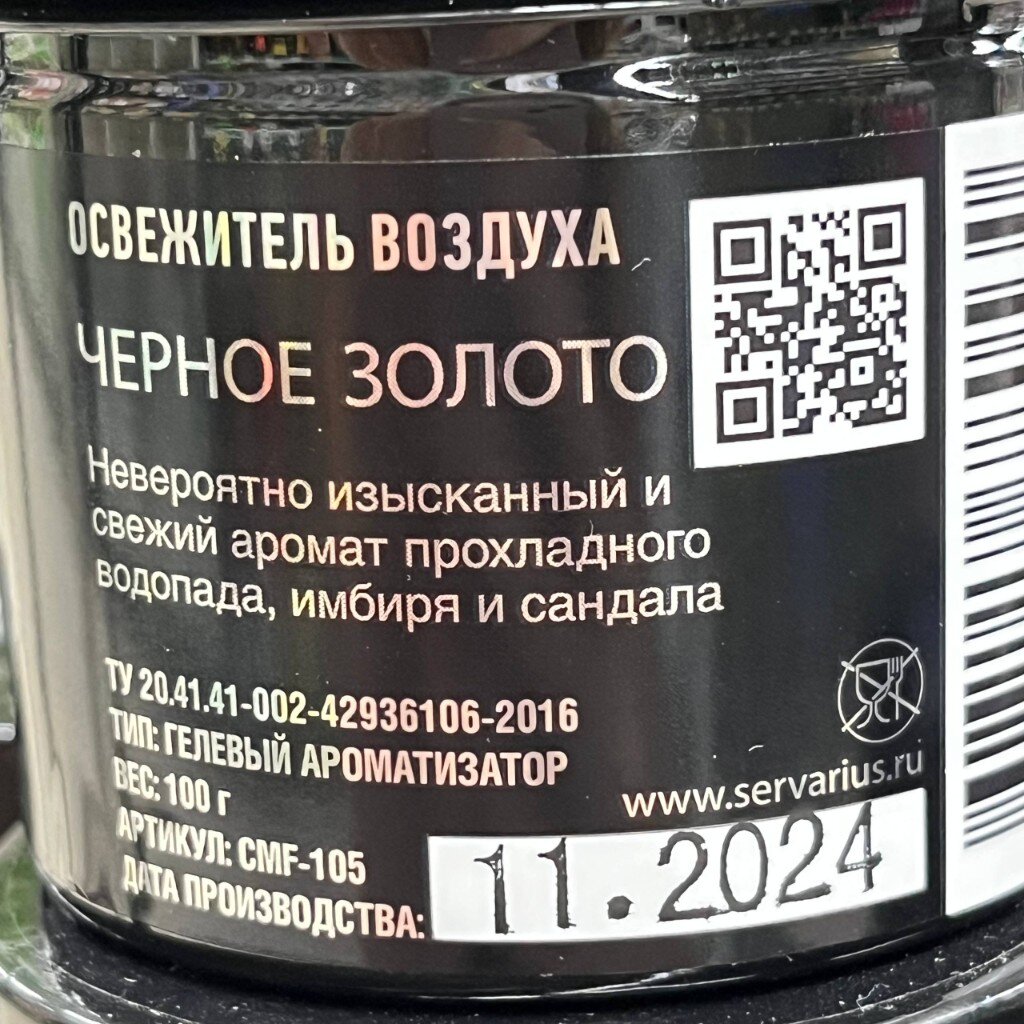 ОСВЕЖИТЕЛЬ ВОЗДУХА
ЧЕРНОЕ ЗОЛОТО
Невероятно изысканный и
свежий аромат прохладного
водопада, имбиря и сандала
ТУ 20.41.41-002-42936106-2016
ТИП: ГЕЛЕВЫЙ АРОМАТИЗАТОР
ВЕС: 100 г
АРТИКУЛ: CMF-105
ДАТА ПРОИЗВОДСТВА: 11.2024
www.servarius.ru